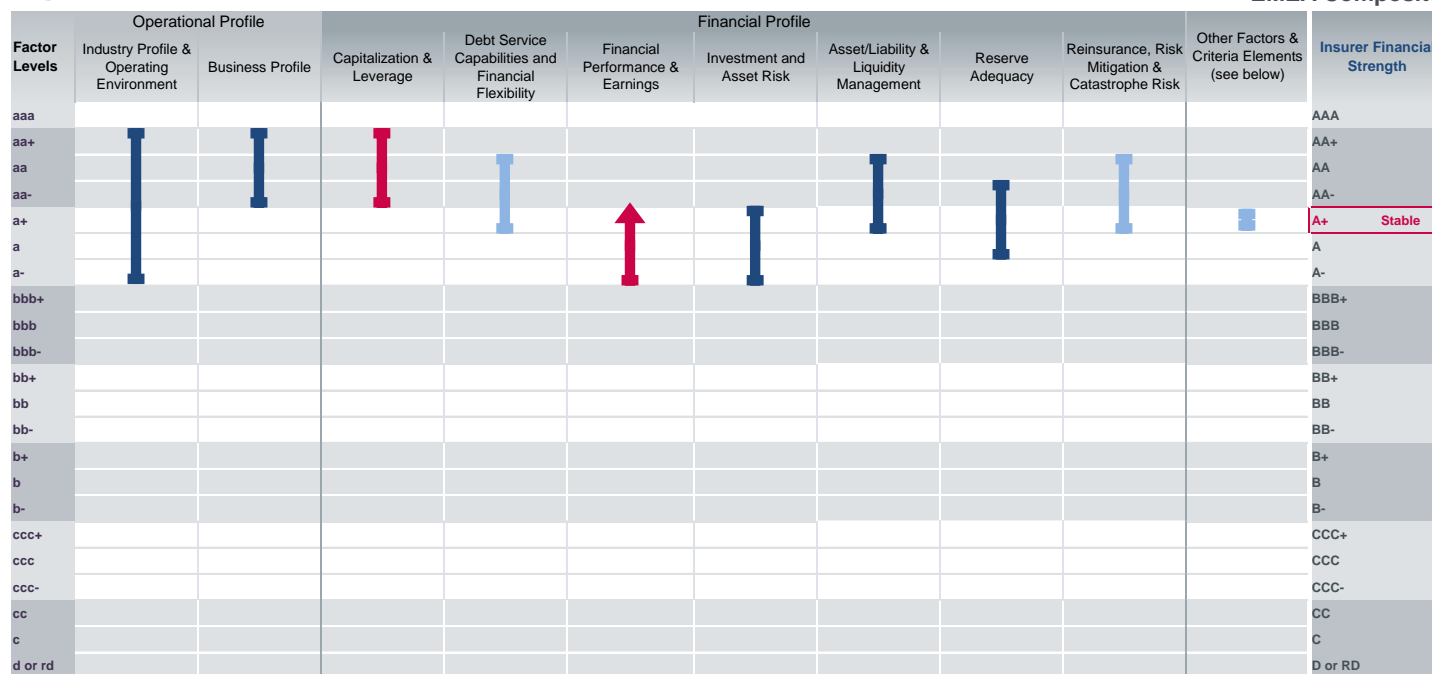 Operational Profile
Financial Profile
Factor
Levels
Industry Profile &
Operating
Environment
Business Profile
Capitalization &
Leverage
Debt Service
Capabilities and
Financial
Flexibility
Financial
Performance &
Earnings
Investment and
Asset Risk
Asset/Liability &
Liquidity
Management
Reserve
Adequacy
Reinsurance, Risk
Mitigation &
Catastrophe Risk
Other Factors &
Criteria Elements
(see below)
Insurer Financia
Strength
aaa AAA
aa+ AA+
aa AA
aa- AA-
a+ A+ Stable
a A
a- A-
bbb+ BBB+
bbb BBB
bbb- BBB-
bb+ BB+
bb BB
bb- BB-
b+ B+
b B
b- B-
ccc+ CCC+
ccc CCC
ccc- CCC-
cc CC
c C
d or rd D or RD